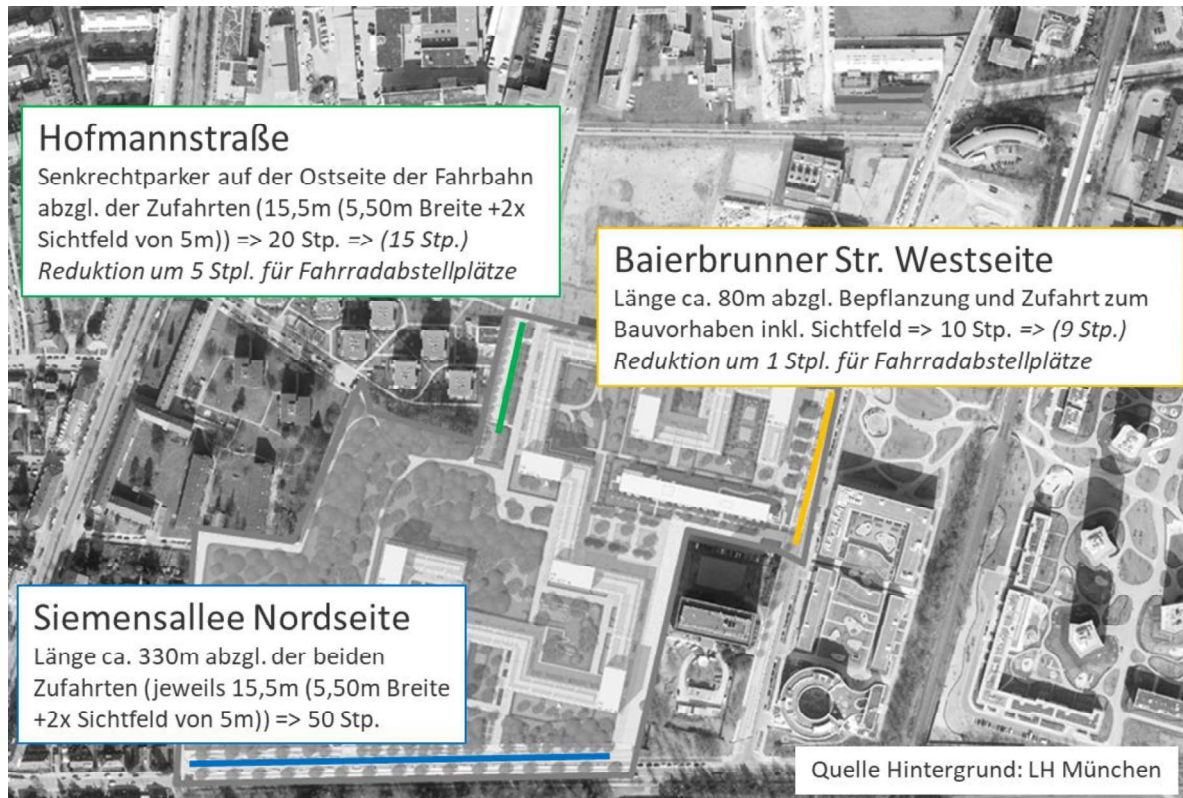 Hofmannstraße
Senkrechtparker auf der Ostseite der Fahrbahn
abzgl. der Zufahrten (15,5m (5,50m Breite +2x
Sichtfeld von 5m)) => 20 Stp. => (15 Stp.)
Reduktion um 5 Stpl. für Fahrradabstellplätze
Baierbrunner Str. Westseite
Länge ca. 80m abzgl. Bepflanzung und Zufahrt zum
Bauvorhaben inkl. Sichtfeld => 10 Stp. => (9 Stp.)
Reduktion um 1 Stpl. für Fahrradabstellplätze
Siemensallee Nordseite
Länge ca. 330m abzgl. der beiden
Zufahrten (jeweils 15,5m (5,50m Breite
+2x Sichtfeld von 5m)) => 50 Stp.
Quelle Hintergrund: LH München